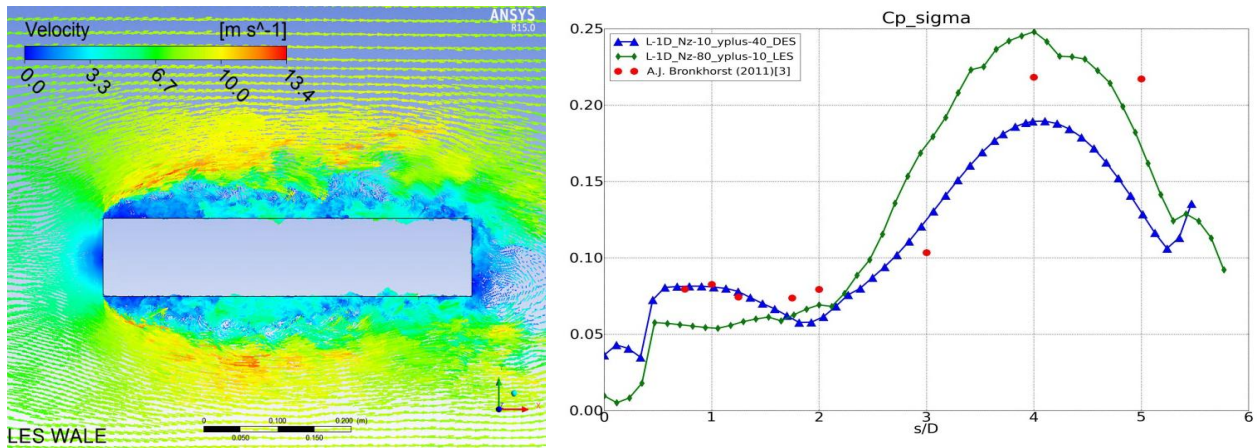 ANSYS
R15.0
Velocity
[m s^-1]
0.0
3.3
6.7
10.0
13.4
0
0.100
0.200
(m)
0.050
0.150
Y
Z
X
LES WALE
Cp_sigma
L-1D_Nz-10_yplus-40_DES
L-1D_Nz-80_yplus-10_LES
A.J. Bronkhorst (2011)[3]
0.25
0.20
0.15
0.10
0.05
0.00
0
1
2
3
4
5
6
s/D